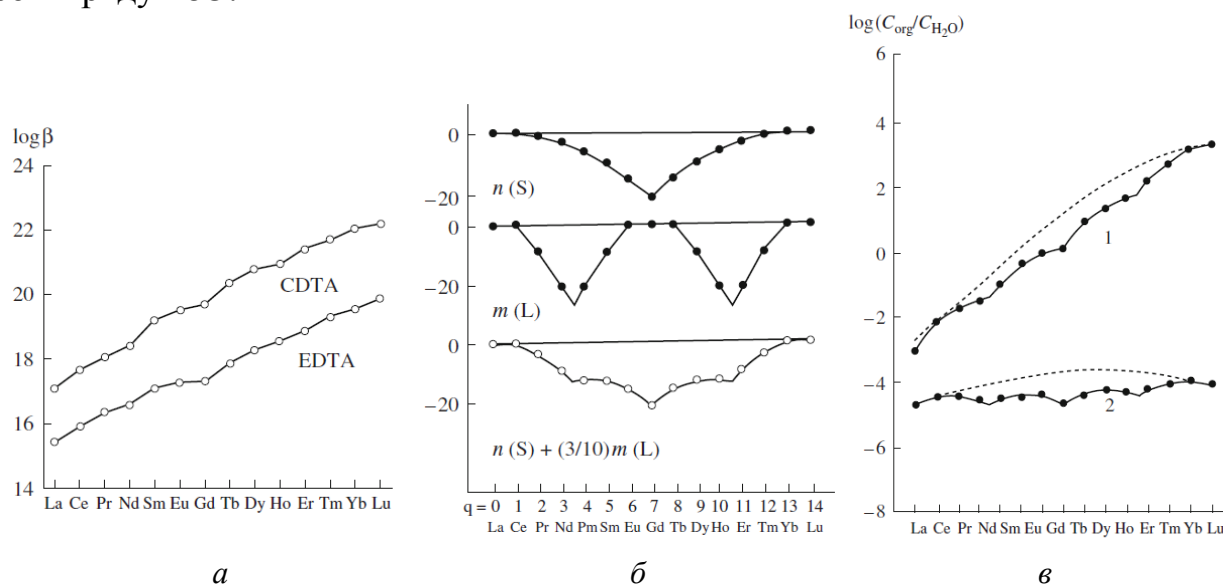 log β
24
22
20
18
16
14
CDTA
EDTA
La Ce Pr Nd Sm Eu Gd Tb Dy Ho Er Tm Yb Lu
а
0
−20
n (S)
0
−20
m (L)
0
−20
n (S) + (3/10)m (L)
q = 0 1 2 3 4 5 6 7 8 9 10 11 12 13 14
La Ce Pr Nd Pm Sm Eu Gd Tb Dy Ho Er Tm Yb Lu
б
log (C_org/C_H₂O)
6
4
2
0
−2
−4
−6
−8
1
2
La Ce Pr Nd Sm Eu Gd Tb Dy Ho Er Tm Yb Lu
в